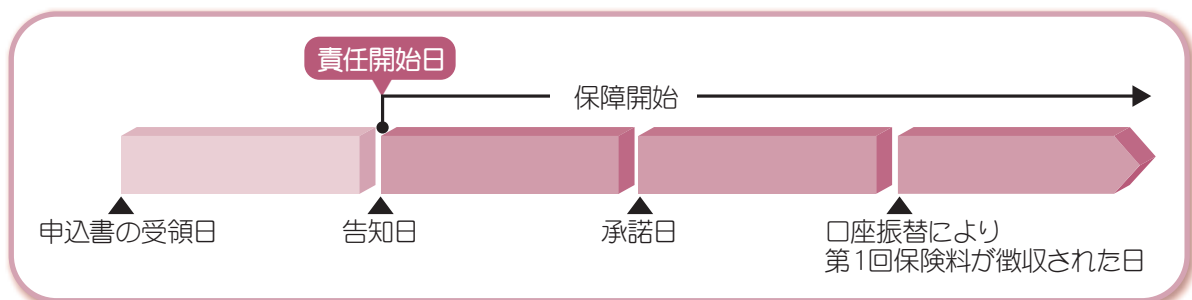 責任開始日
保障開始
申込書の受領日
告知日
承諾日
口座振替により
第1回保険料が徴収された日